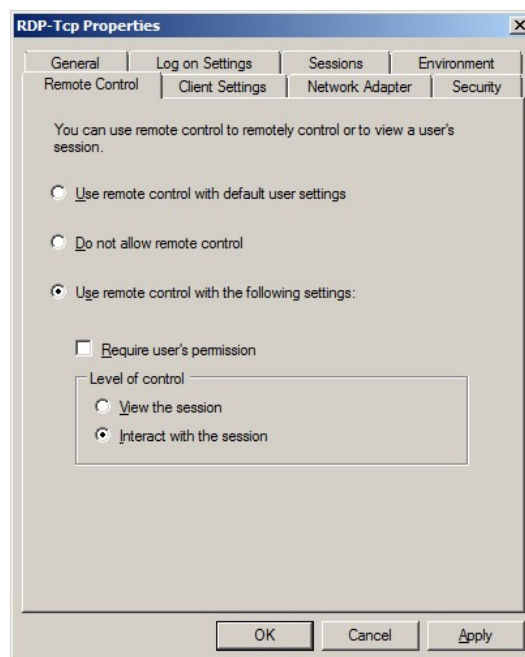 RDP-Tcp Properties
General Log on Settings Sessions Environment
Remote Control Client Settings Network Adapter Security
You can use remote control to remotely control or to view a user's
session.
Use remote control with default user settings
Do not allow remote control
Use remote control with the following settings:
Require user's permission
Level of control
View the session
Interact with the session
OK Cancel Apply